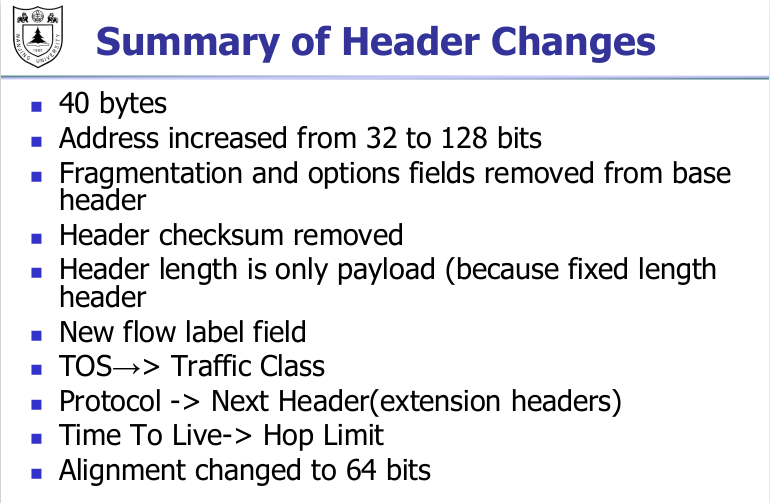 NANJING UNIVERSITY
1902
Summary of Header Changes
40 bytes
Address increased from 32 to 128 bits
Fragmentation and options fields removed from base
header
Header checksum removed
Header length is only payload (because fixed length
header
New flow label field
TOS→> Traffic Class
Protocol -> Next Header(extension headers)
Time To Live-> Hop Limit
Alignment changed to 64 bits